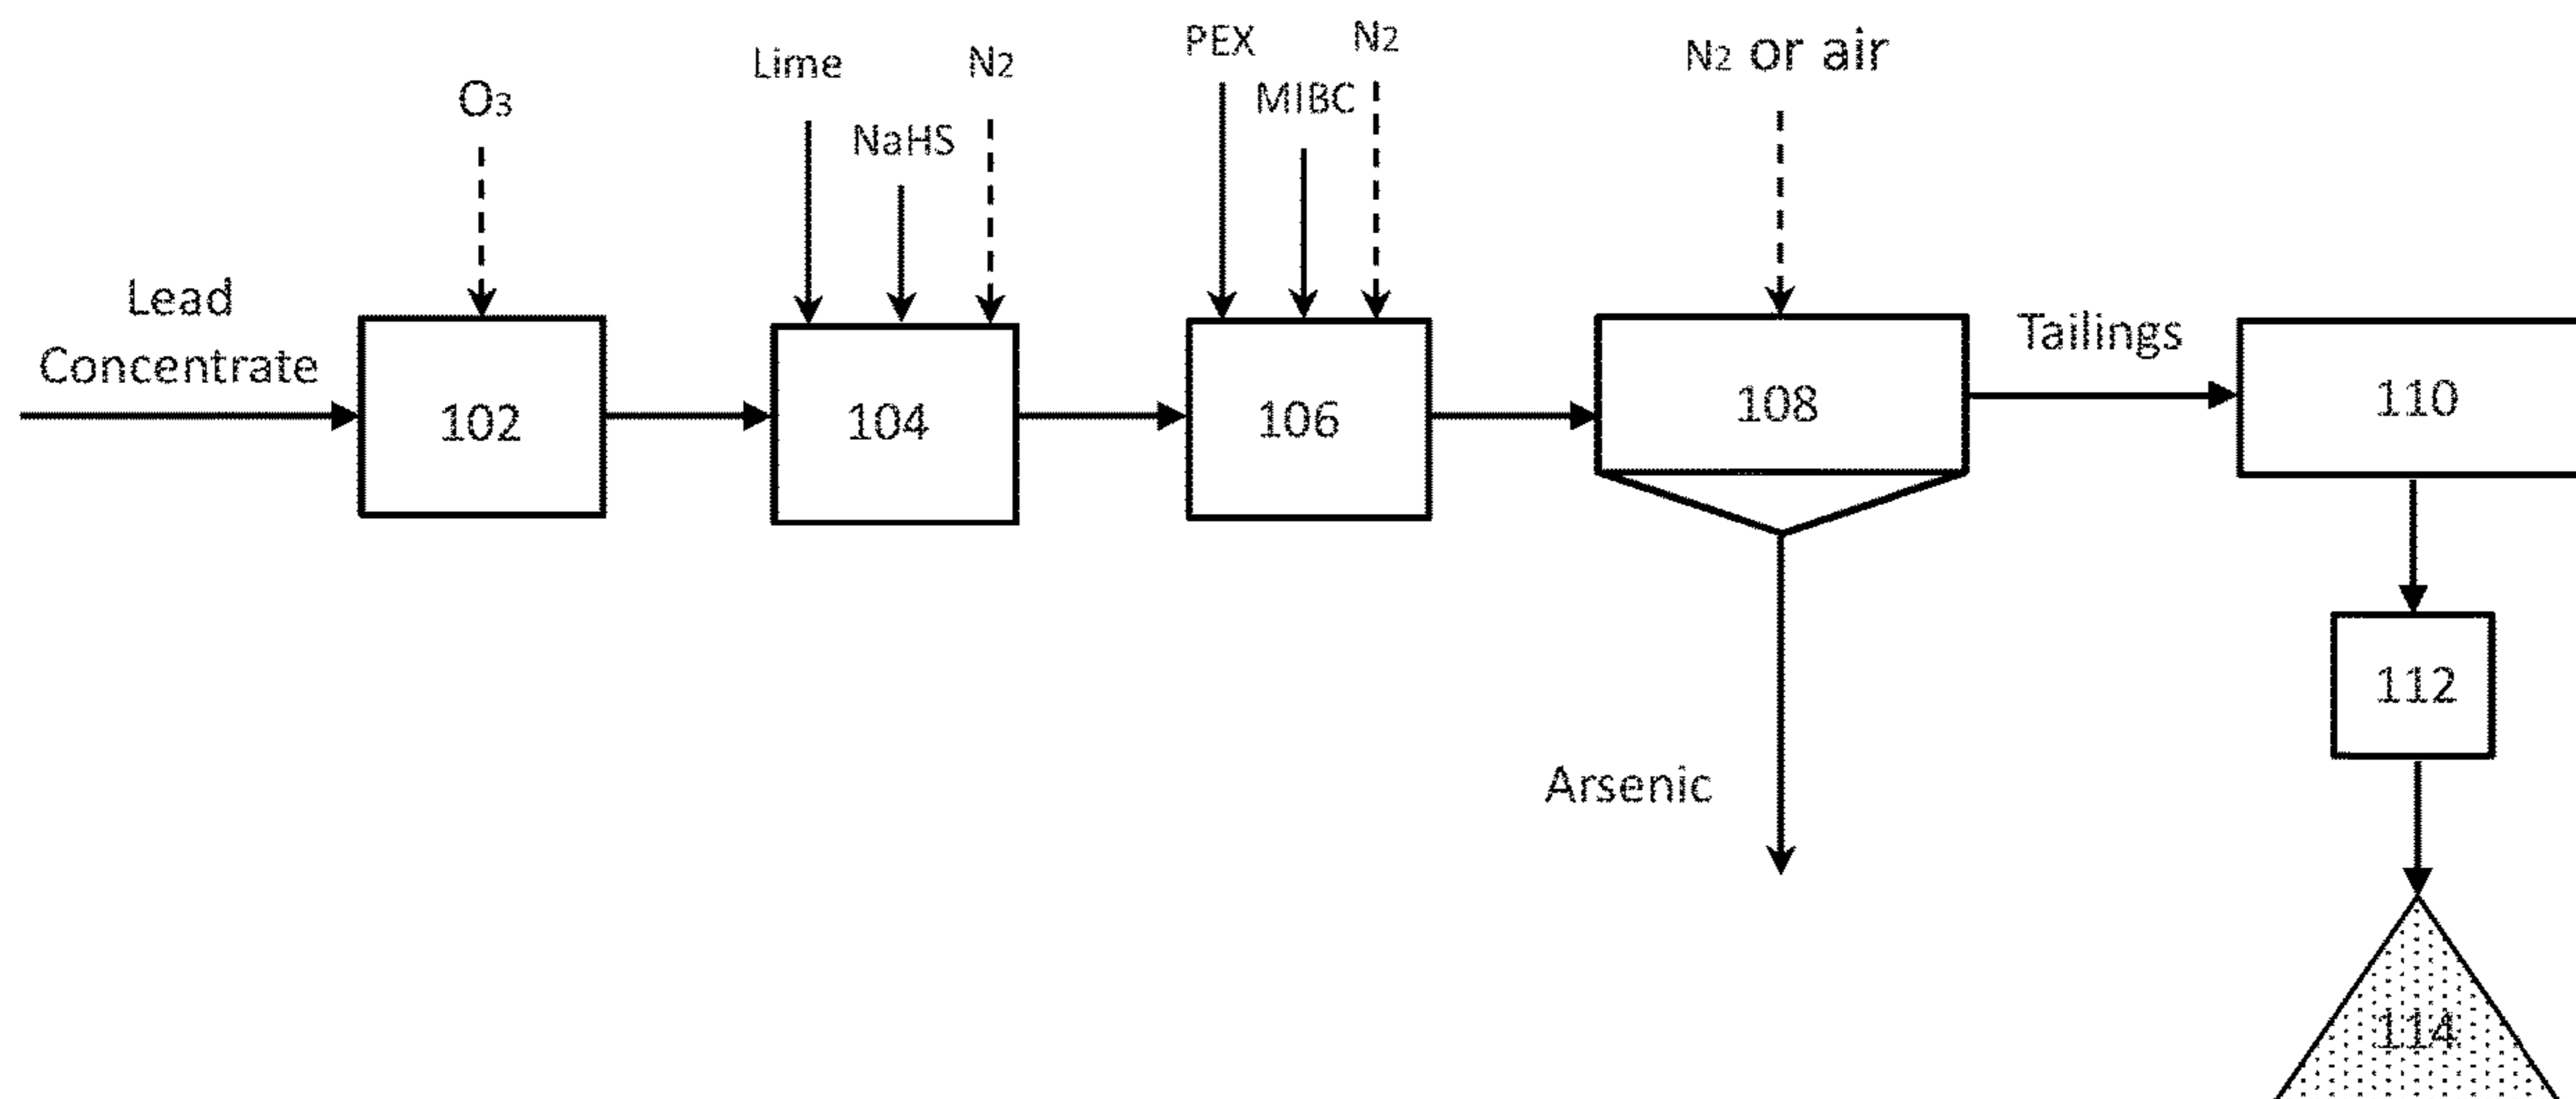 O3
Lime
NaHS
N2
PEX
MIBC
N2
N2 or air
Lead
Concentrate
Tailings
102
104
106
108
110
112
Arsenic
114